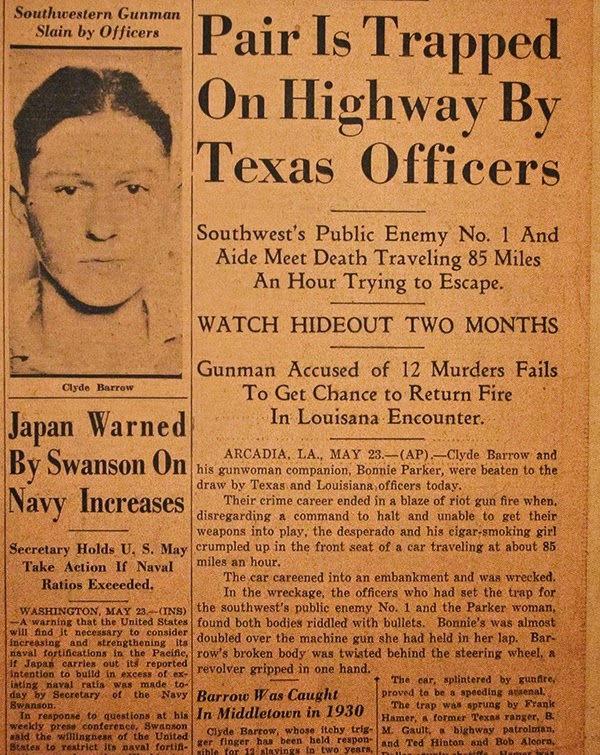 Southwestern Gunman
Slain by Officers
Clyde Barrow
Japan Warned
By Swanson On
Navy Increases
Secretary Holds U. S. May
Take Action If Naval
Ratios Exceeded.
WASHINGTON, MAY 23.—(INS)
—A warning that the United States
will find it necessary to consider
increasing and strengthening its
naval fortifications in the Pacific,
if Japan carries out its reported
intention to build in excess of ex-
isting naval ratia was made to-
day by Secretary of the Navy
Swanson.
In response to questions at his
weekly press conference, Swanson
said the willingness of the United
States to restrict its naval fortifi-
Pair Is Trapped
On Highway By
Texas Officers
Southwest's Public Enemy No. 1 And
Aide Meet Death Traveling 85 Miles
An Hour Trying to Escape.
WATCH HIDEOUT TWO MONTHS
Gunman Accused of 12 Murders Fails
To Get Chance to Return Fire
In Louisana Encounter.
ARCADIA, LA., MAY 23.—(AP).—Clyde Barrow and
his gunwoman companion, Bonnie Parker, were beaten to the
draw by Texas and Louisiana officers today.
Their crime career ended in a blaze of riot gun fire when,
disregarding a command to halt and unable to get their
weapons into play, the desperado and his cigar-smoking girl
crumpled up in the front seat of a car traveling at about 85
miles an hour.
The car careened into an embankment and was wrecked.
In the wreckage, the officers who had set the trap for
the southwest's public enemy No. 1 and the Parker woman,
found both bodies riddled with bullets. Bonnie's was almost
doubled over the machine gun she had held in her lap. Bar-
row's broken body was twisted behind the steering wheel, a
revolver gripped in one hand.
Barrow Was Caught
In Middletown in 1930
Clyde Barrow, whose itchy trig-
ger finger has been held respon-
sible for 12 slayings in two years,
The car, splintered by gunfire,
proved to be a speeding arsenal.
The trap was sprung by Frank
Hamer, a former Texas ranger, B.
M. Gault, a highway patrolman,
and Ted Hinton and Bob Alcorn,